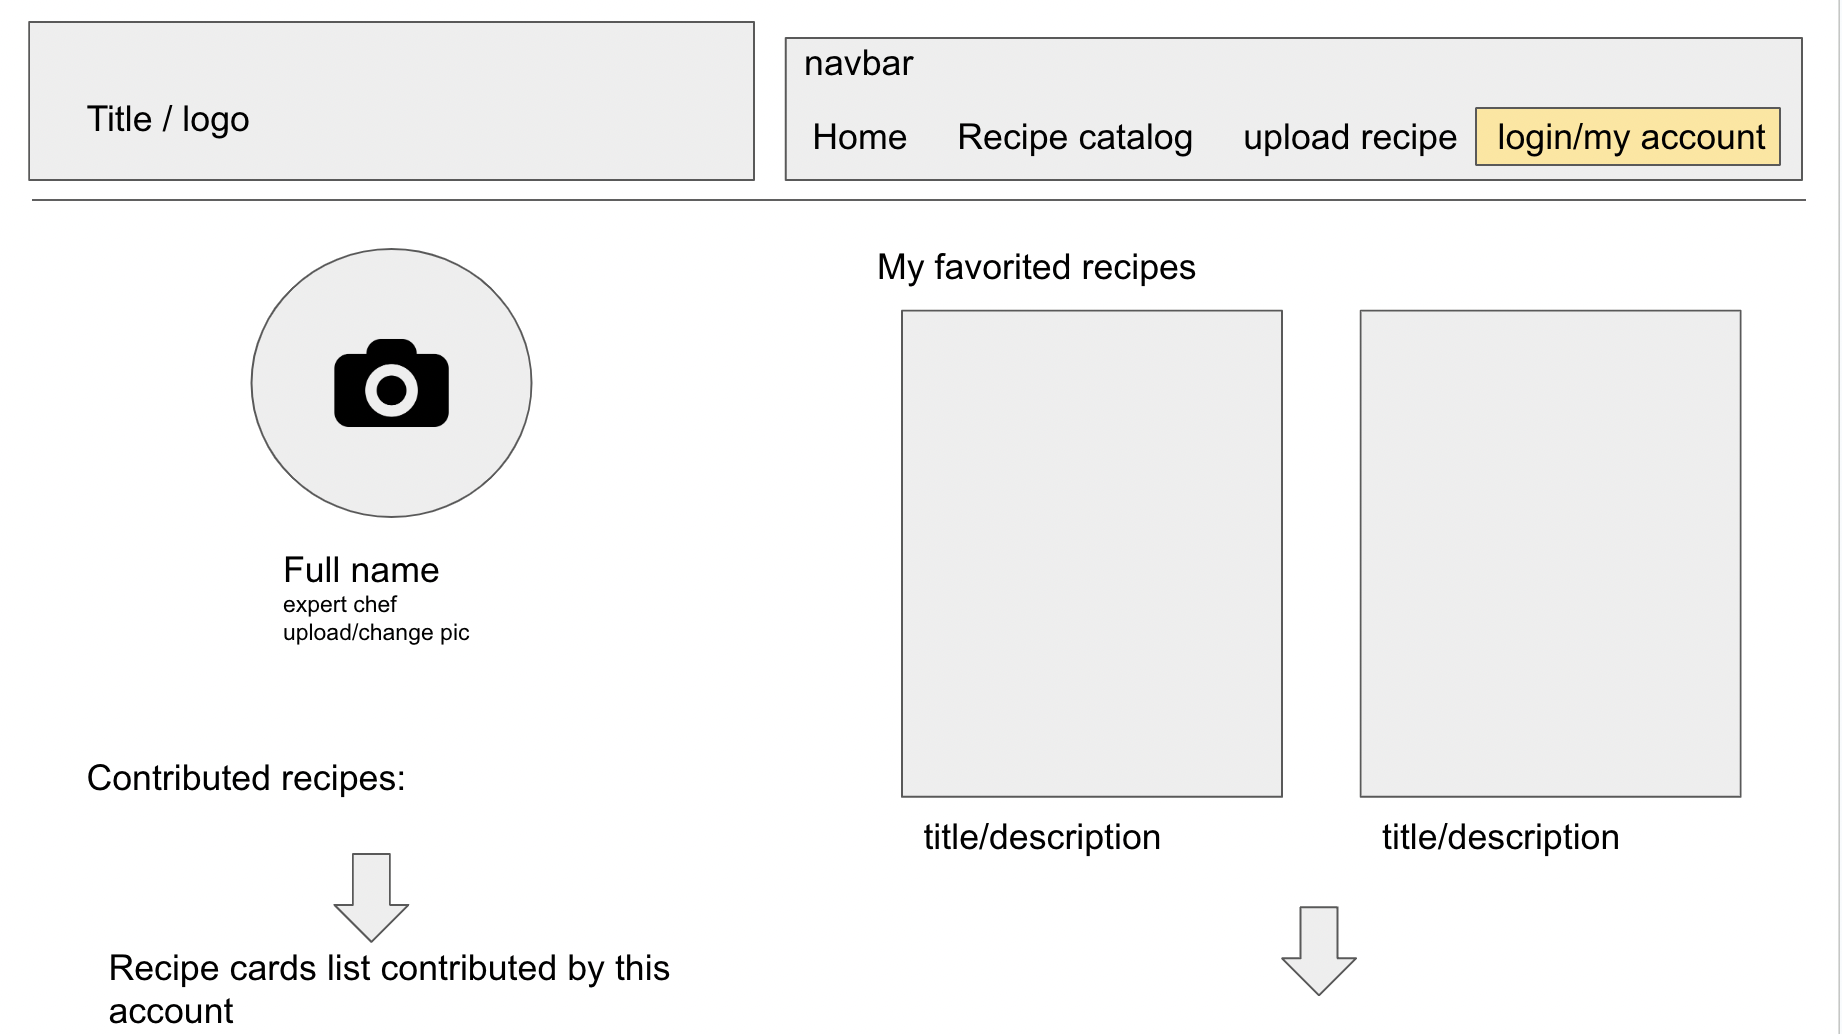 Title / logo
navbar
Home
Recipe catalog
upload recipe
login/my account
Full name
expert chef
upload/change pic
Contributed recipes:
Recipe cards list contributed by this
account
My favorited recipes
title/description
title/description